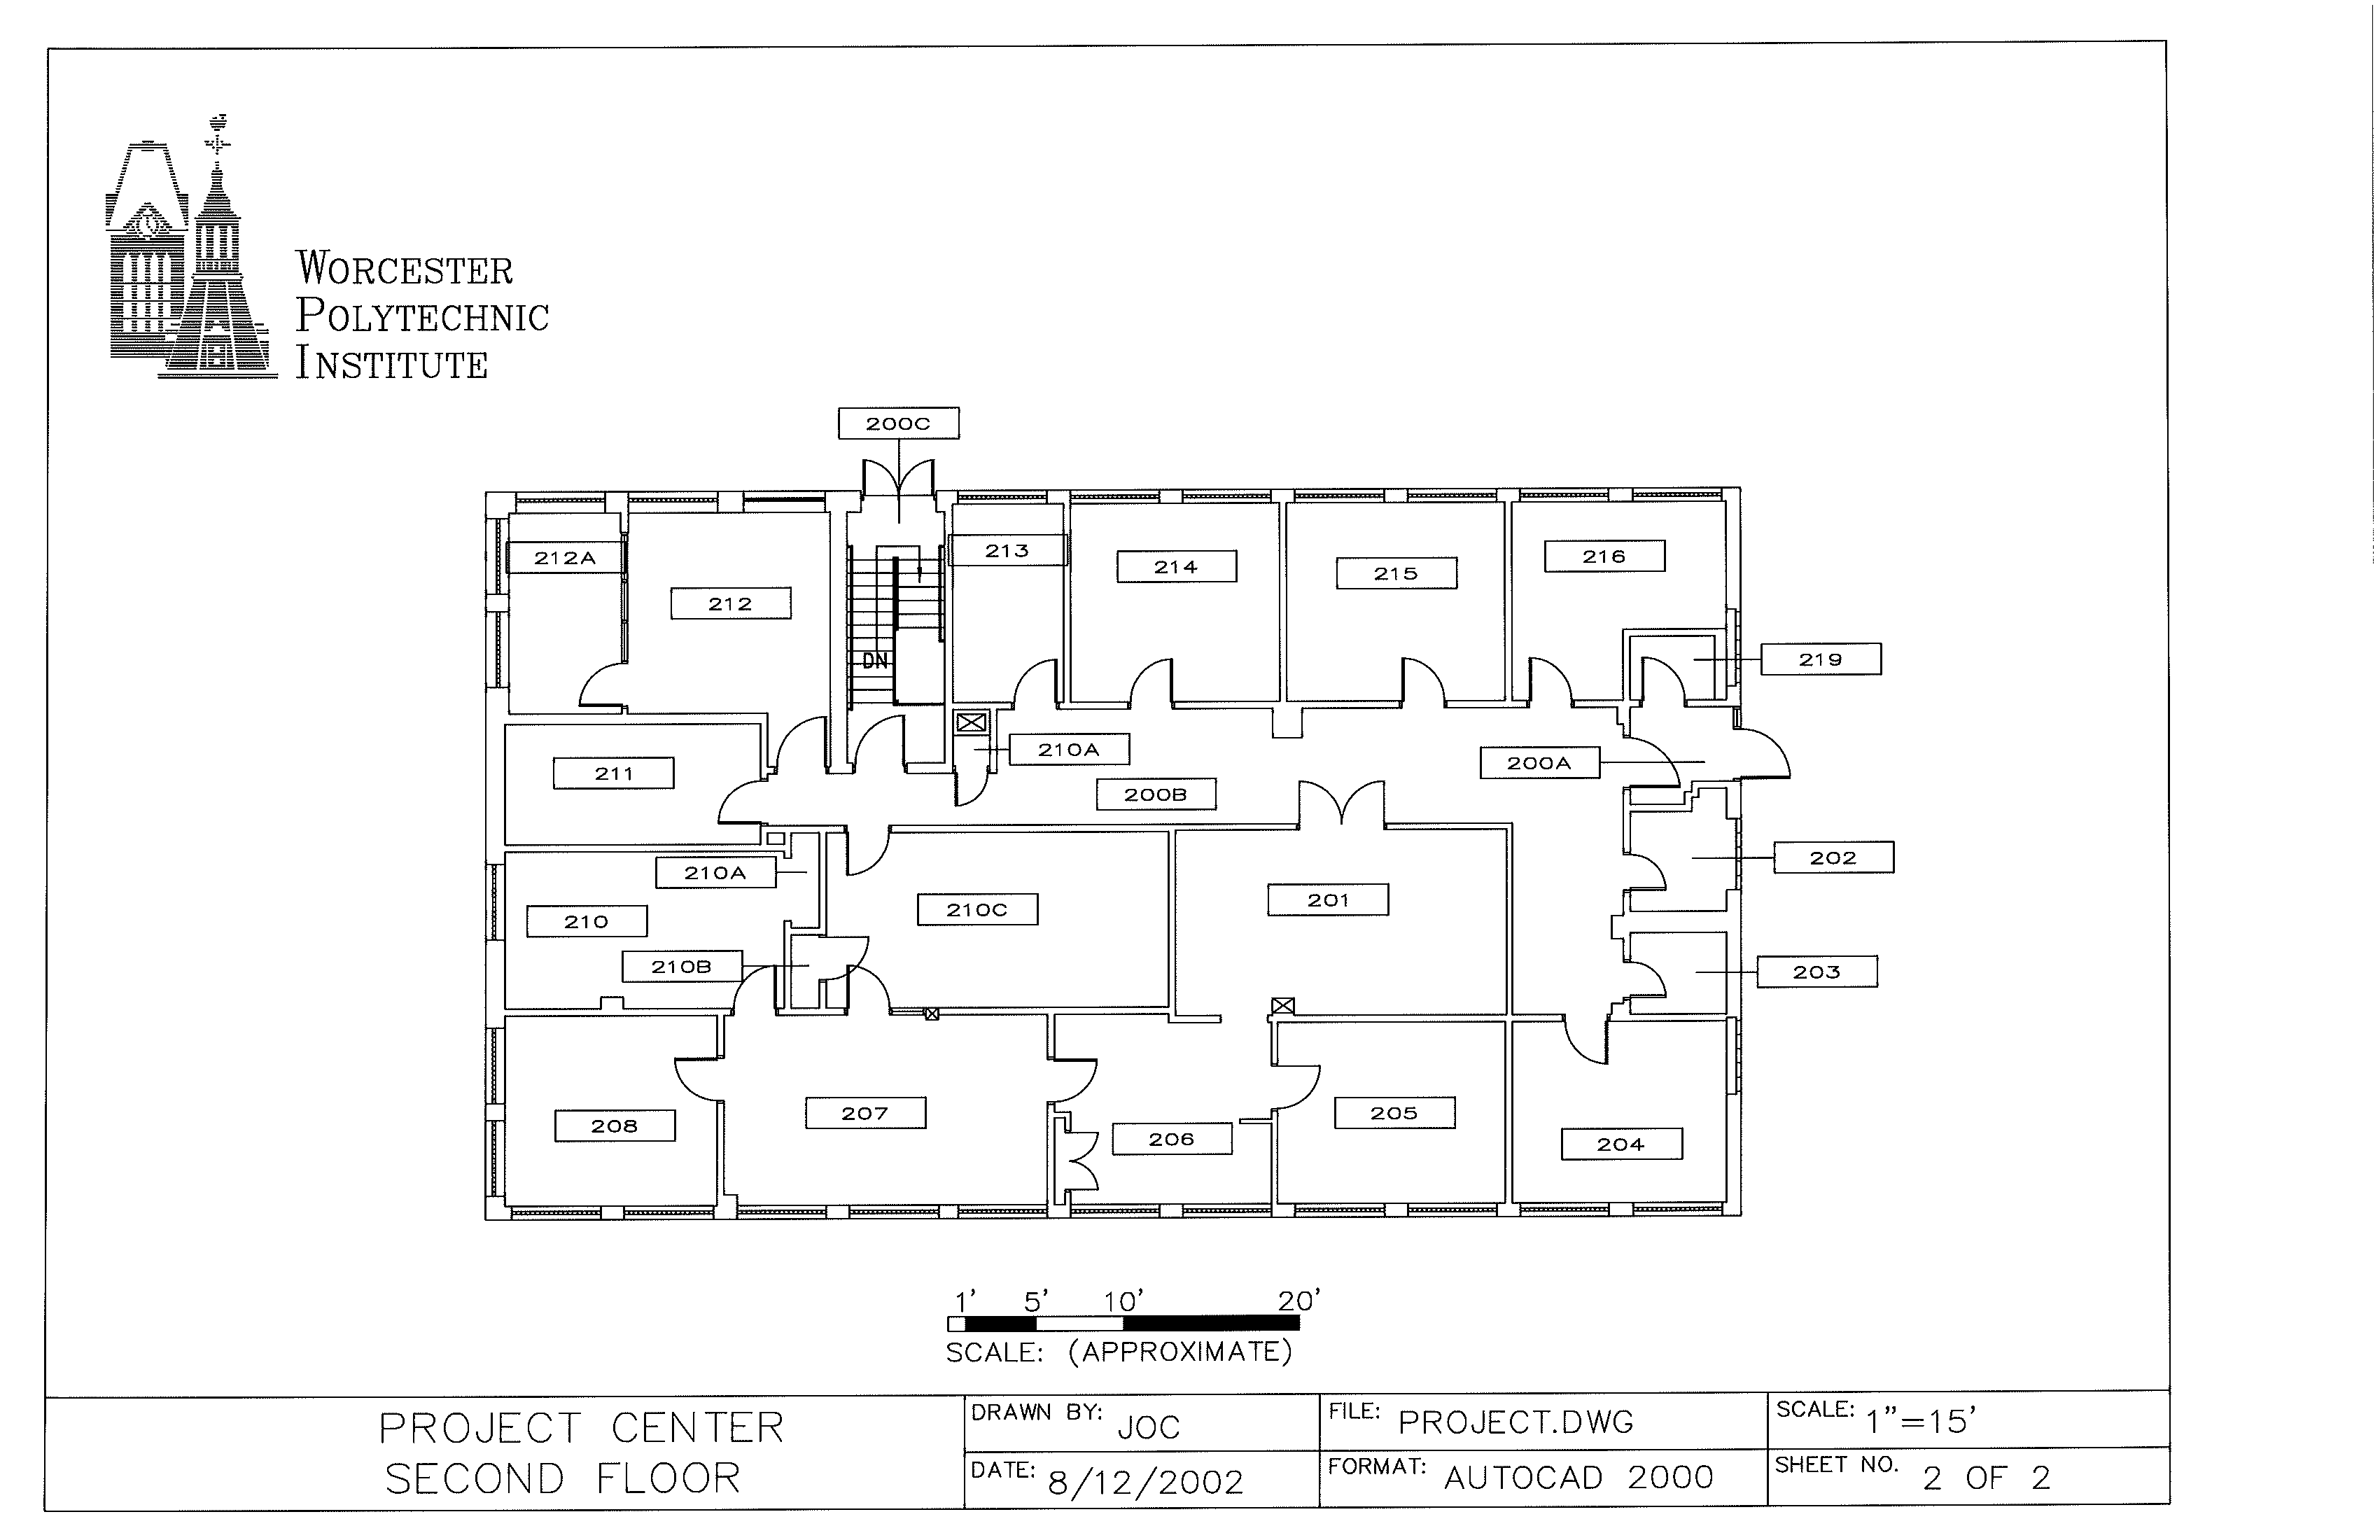 WORCESTER
POLYTECHNIC
INSTITUTE
200C
212A
213
214
215
216
212
DN
219
211
210A
200A
200B
202
210A
210
210C
201
210B
203
208
207
206
205
204
1' 5' 10' 20'
SCALE: (APPROXIMATE)
PROJECT CENTER
SECOND FLOOR
DRAWN BY: JOC
DATE: 8/12/2002
FILE: PROJECT.DWG
FORMAT: AUTOCAD 2000
SCALE: 1"=15'
SHEET NO. 2 OF 2